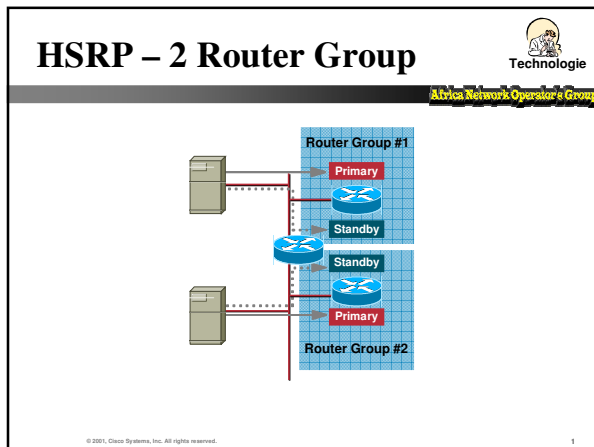 HSRP – 2 Router Group
Technologie
Africa Network Operator's Group
Router Group #1
Primary
Standby
Standby
Primary
Router Group #2
© 2001, Cisco Systems, Inc. All rights reserved.
1